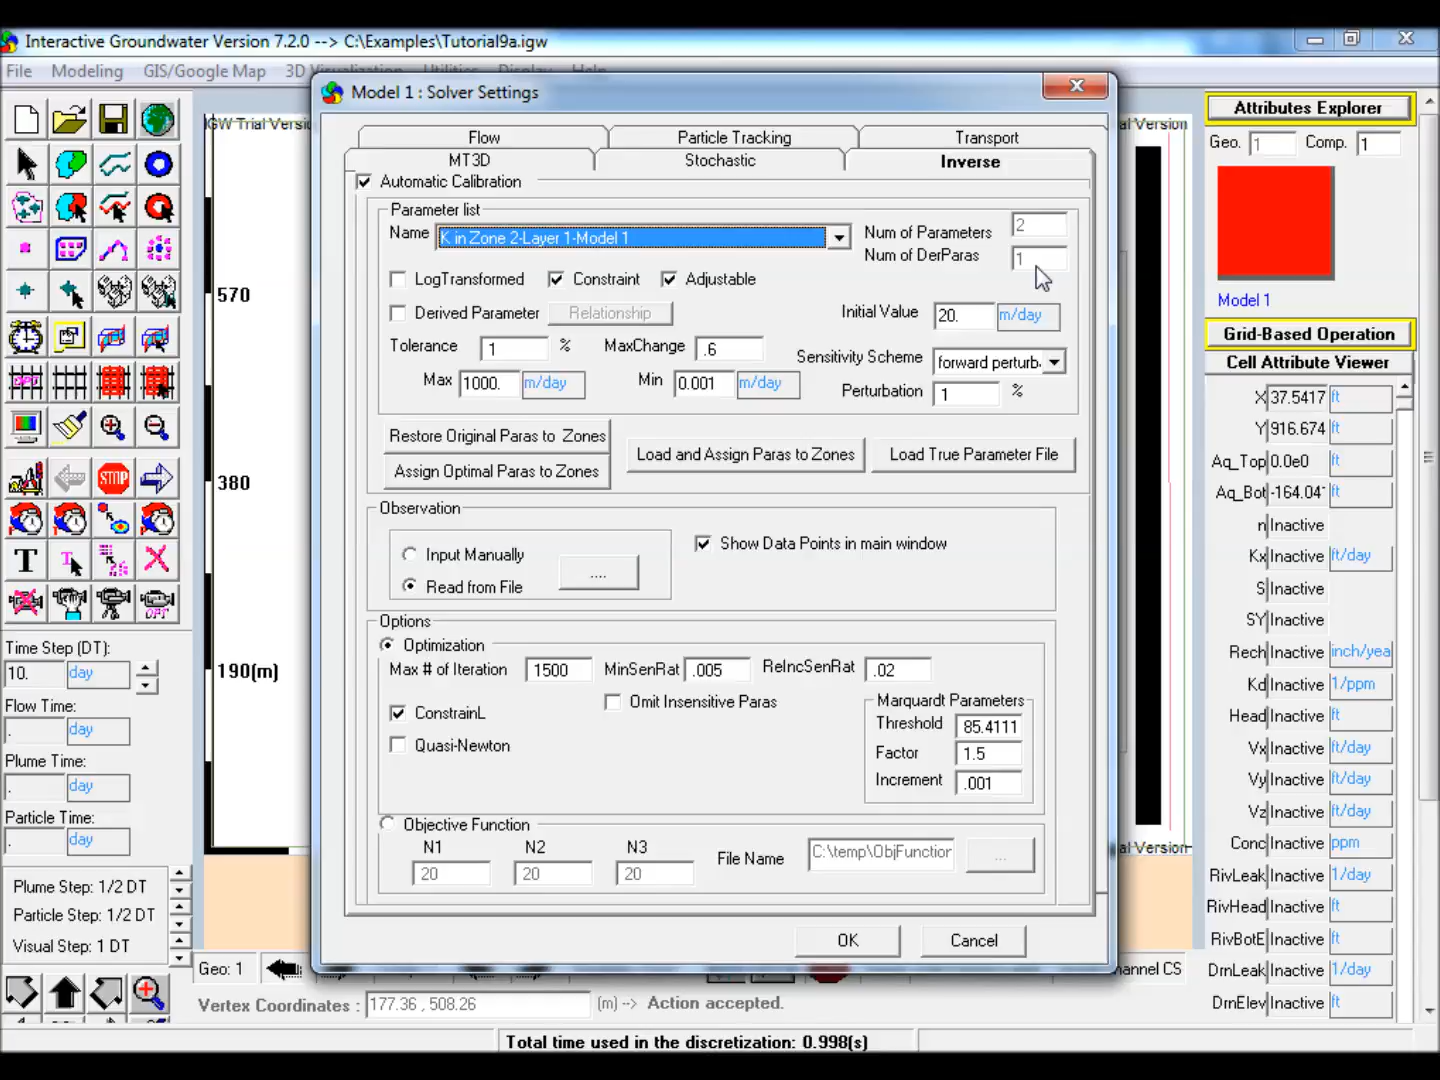 Interactive Groundwater Version 7.2.0 --> C:\Examples\Tutorial9a.igw
File Modeling GIS/Google Map 3D Visualization Utilities Display Help
Model 1 : Solver Settings
IGW Trial Versi
al Version
Flow Particle Tracking Transport
MT3D Stochastic Inverse
Automatic Calibration
Parameter list
Name K in Zone 2-Layer 1-Model 1
Num of Parameters 2
Num of DerParas 1
LogTransformed Constraint Adjustable
Derived Parameter Relationship
Initial Value 20. m/day
Tolerance 1 % MaxChange .6
Sensitivity Scheme forward perturb.
Max 1000. m/day Min 0.001 m/day
Perturbation 1 %
Restore Original Paras to Zones
Assign Optimal Paras to Zones
Load and Assign Paras to Zones
Load True Parameter File
Observation
Input Manually
Read from File
....
Show Data Points in main window
Options
Optimization
Max # of Iteration 1500 MinSenRat .005 RelncSenRat .02
ConstrainL
Omit Insensitive Paras
Quasi-Newton
Marquardt Parameters
Threshold 85.4111
Factor 1.5
Increment .001
Objective Function
N1 N2 N3
20 20 20
File Name C:\temp\ObjFunction
...
OK Cancel
570
380
190(m)
T
STOP
OPT
Time Step (DT):
10. day
Flow Time:
. day
Plume Time:
. day
Particle Time:
. day
Plume Step: 1/2 DT
Particle Step: 1/2 DT
Visual Step: 1 DT
Geo: 1
al Version
hannel CS
Vertex Coordinates : 177.36 , 508.26 (m) --> Action accepted.
Total time used in the discretization: 0.998(s)
Attributes Explorer
Geo. 1 Comp. 1
Model 1
Grid-Based Operation
Cell Attribute Viewer
X 37.5417 ft
Y 916.674 ft
Aq_Top 0.0e0 ft
Aq_Bot -164.04 ft
n Inactive
Kx Inactive ft/day
S Inactive
SY Inactive
Rech Inactive inch/yea
Kd Inactive 1/ppm
Head Inactive ft
Vx Inactive ft/day
Vy Inactive ft/day
Vz Inactive ft/day
Conc Inactive ppm
RivLeak Inactive 1/day
RivHead Inactive ft
RivBotE Inactive ft
DrnLeak Inactive 1/day
DrnElev Inactive ft